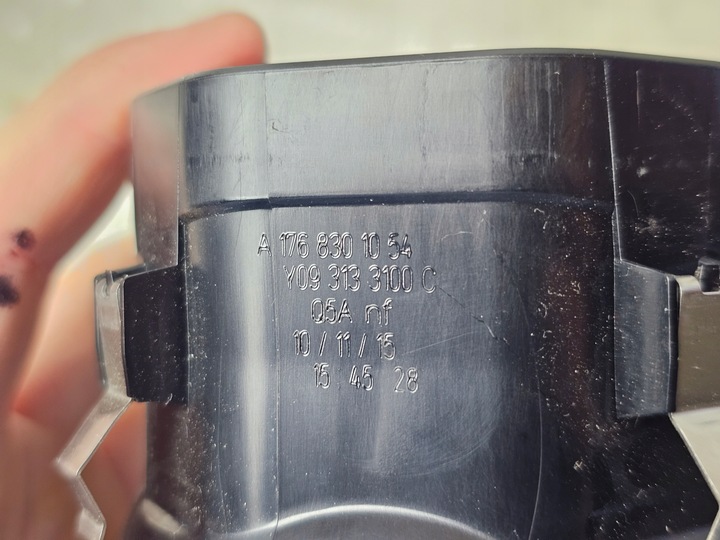 A 176 830 10 54
Y09 313 3100 C
05A nf
10 / 11 / 15
15 45 28